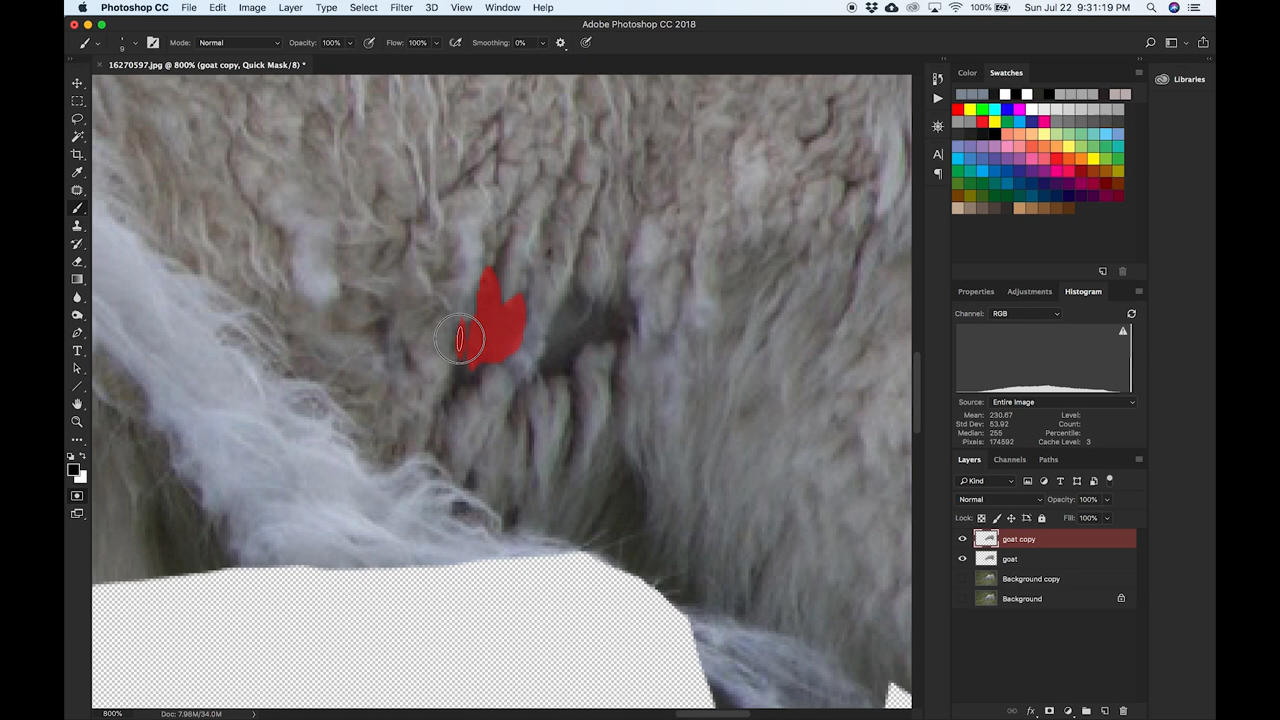 Photoshop CC File Edit Image Layer Type Select Filter 3D View Window Help 100% Sun Jul 22 9:31:19 PM
Adobe Photoshop CC 2018
9 Mode: Normal Opacity: 100% Flow: 100% Smoothing: 0%
16270597.jpg @ 800% (goat copy, Quick Mask/8) *
Color Swatches
Libraries
Properties Adjustments Histogram
Channel: RGB
Source: Entire Image
Mean: 230.67 Level:
Std Dev: 53.92 Count:
Median: 255 Percentile:
Pixels: 174592 Cache Level: 3
Layers Channels Paths
Kind
Normal Opacity: 100%
Lock: Fill: 100%
goat copy
goat
Background copy
Background
800% Doc: 7.98M/34.0M